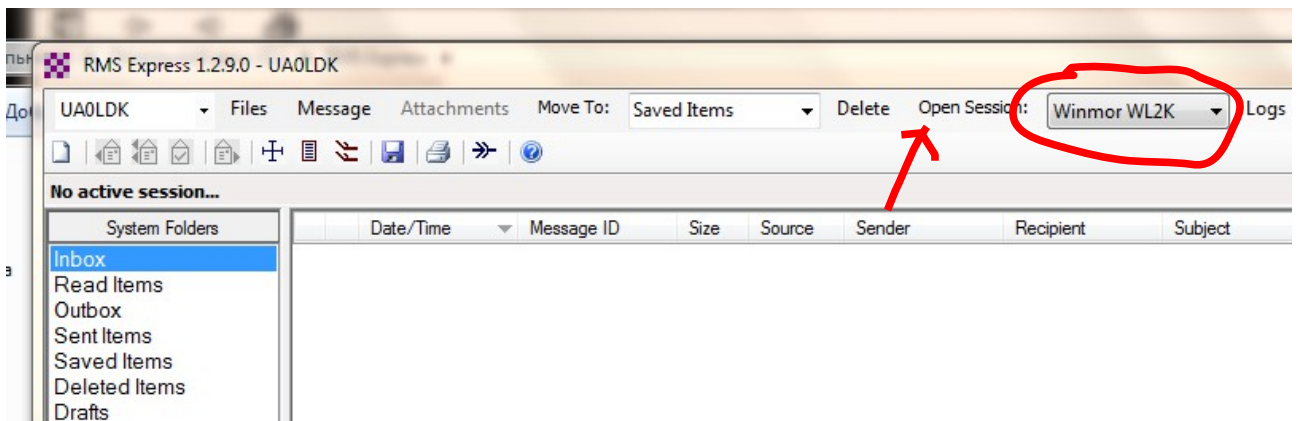 RMS Express 1.2.9.0 - UA0LDK
UA0LDK Files Message Attachments Move To: Saved Items Delete Open Session: Winmor WL2K Logs
No active session...
System Folders Date/Time Message ID Size Source Sender Recipient Subject
Inbox
Read Items
Outbox
Sent Items
Saved Items
Deleted Items
Drafts